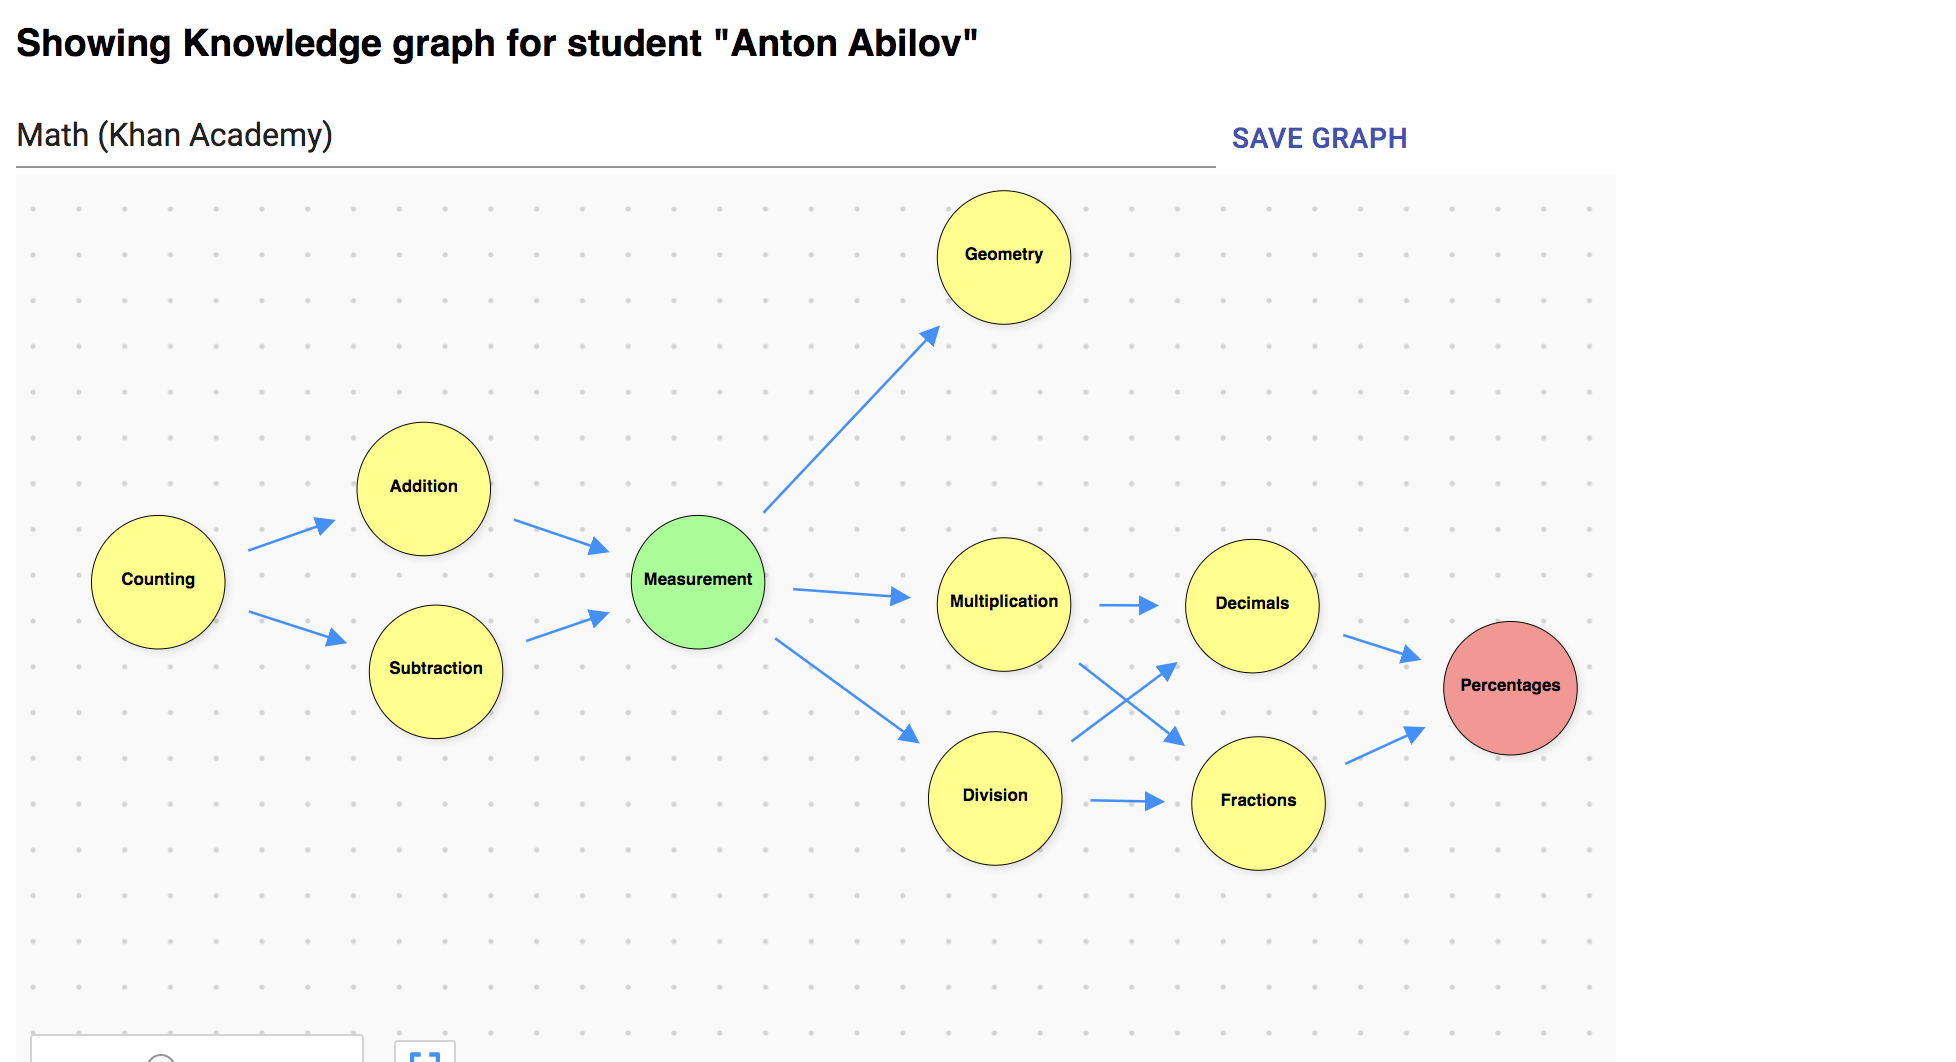 Showing Knowledge graph for student "Anton Abilov"
Math (Khan Academy)
SAVE GRAPH
Geometry
Addition
Counting
Measurement
Multiplication
Decimals
Subtraction
Percentages
Division
Fractions